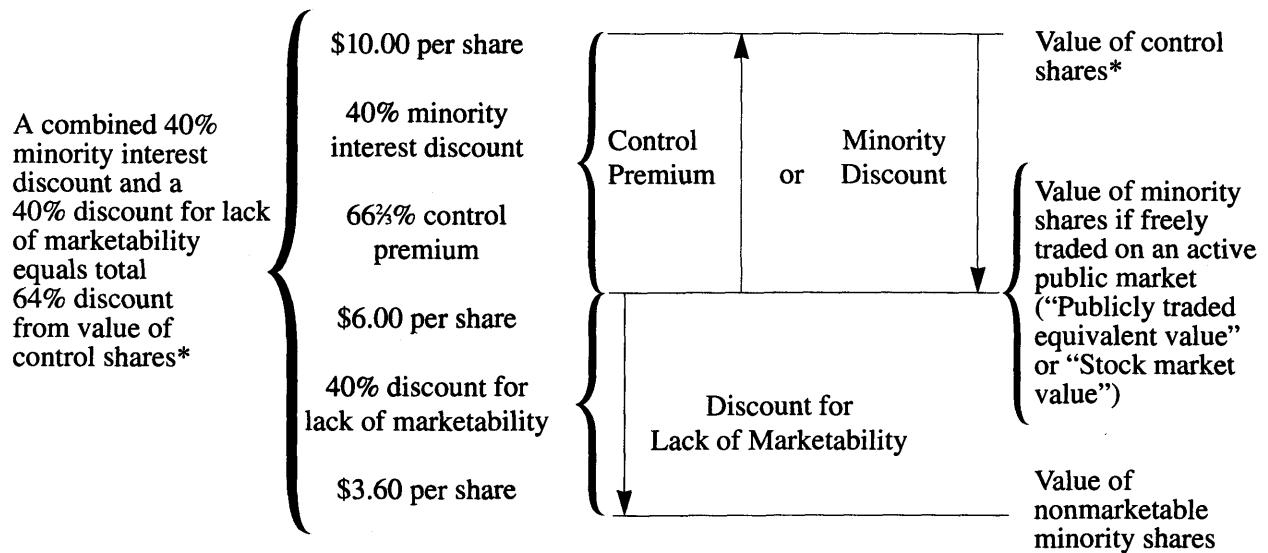 A combined 40%
minority interest
discount and a
40% discount for lack
of marketability
equals total
64% discount
from value of
control shares*
$10.00 per share
40% minority
interest discount
66⅔% control
premium
$6.00 per share
40% discount for
lack of marketability
$3.60 per share
Control
Premium
or
Minority
Discount
Discount for
Lack of Marketability
Value of control
shares*
Value of minority
shares if freely
traded on an active
public market
(“Publicly traded
equivalent value”
or “Stock market
value”)
Value of
nonmarketable
minority shares